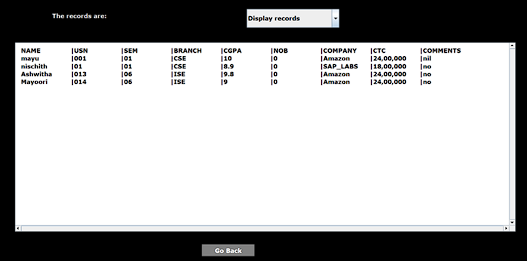 The records are:
Display records
NAME |USN |SEM |BRANCH |CGPA |NOB |COMPANY |CTC |COMMENTS
mayu |001 |01 |CSE |10 |0 |Amazon |24,00,000 |nil
nischith |01 |01 |CSE |8.9 |0 |SAP_LABS |18,00,000 |no
Ashwitha |013 |06 |ISE |9.8 |0 |Amazon |24,00,000 |no
Mayoori |014 |06 |ISE |9 |0 |Amazon |24,00,000 |no
Go Back